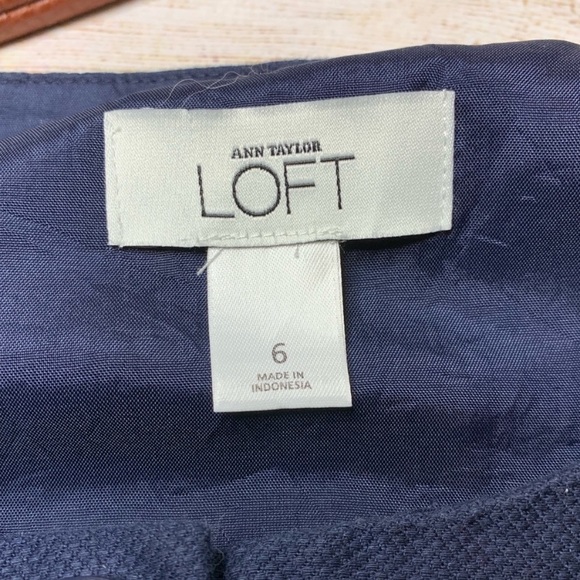 ANN TAYLOR
LOFT
6
MADE IN
INDONESIA